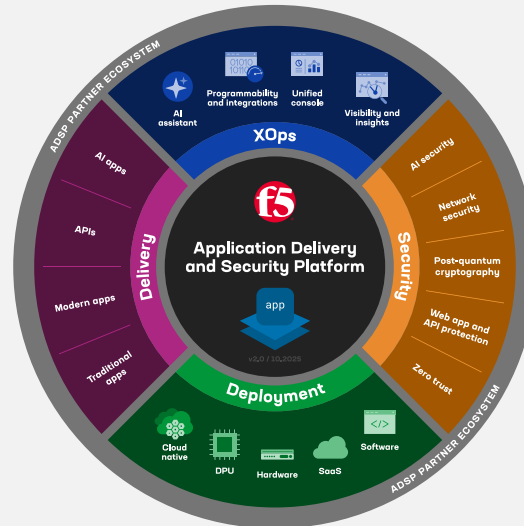 ADSP PARTNER ECOSYSTEM
AI
assistant
010101
10110
Programmability
and integrations
Unified
console
Visibility and
insights
XOps
AI apps
APIs
Modern apps
Traditional
apps
Delivery
f5
Application Delivery
and Security Platform
app
v2.0 / 10.2025
Security
AI security
Network
security
Post-quantum
cryptography
Web app and
API protection
Zero trust
Deployment
Cloud
native
DPU
Hardware
SaaS
</>
Software
ADSP PARTNER ECOSYSTEM